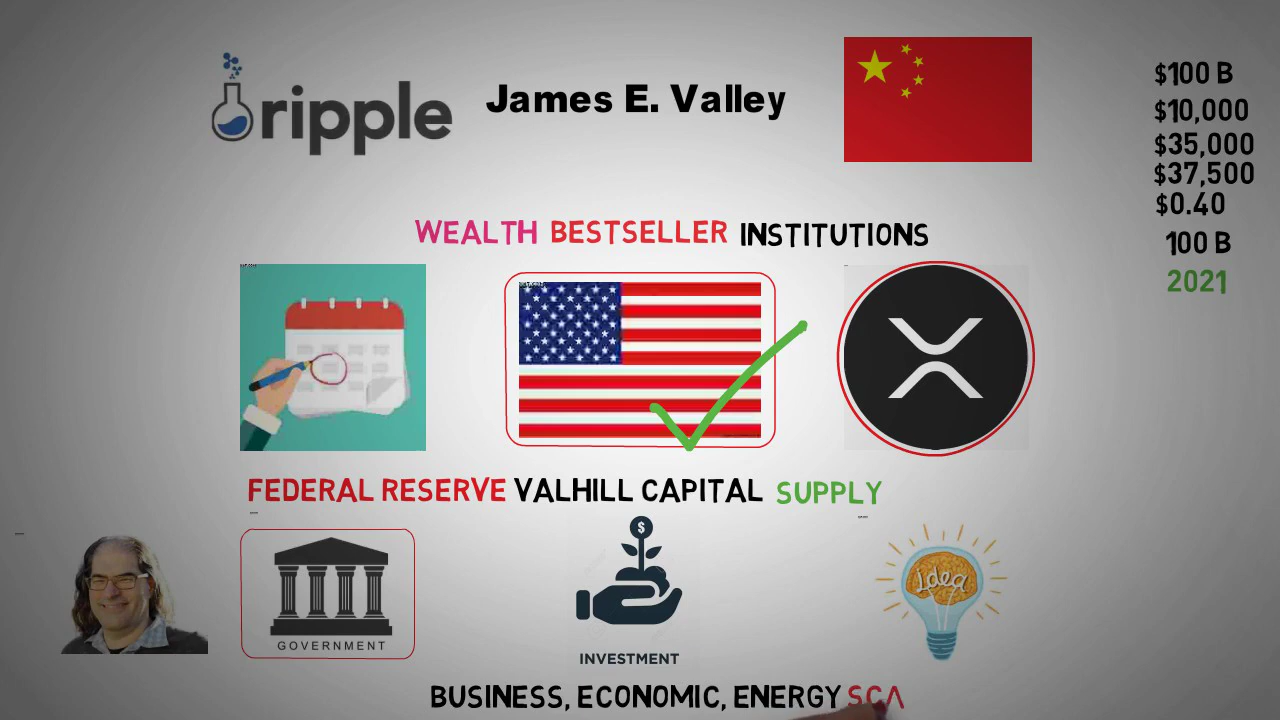 ripple James E. Valley
$100 B
$10,000
$35,000
$37,500
$0.40
100 B
2021
WEALTH BESTSELLER INSTITUTIONS
FEDERAL RESERVE VALHILL CAPITAL SUPPLY
$
idea
GOVERNMENT
INVESTMENT
BUSINESS, ECONOMIC, ENERGY SCA